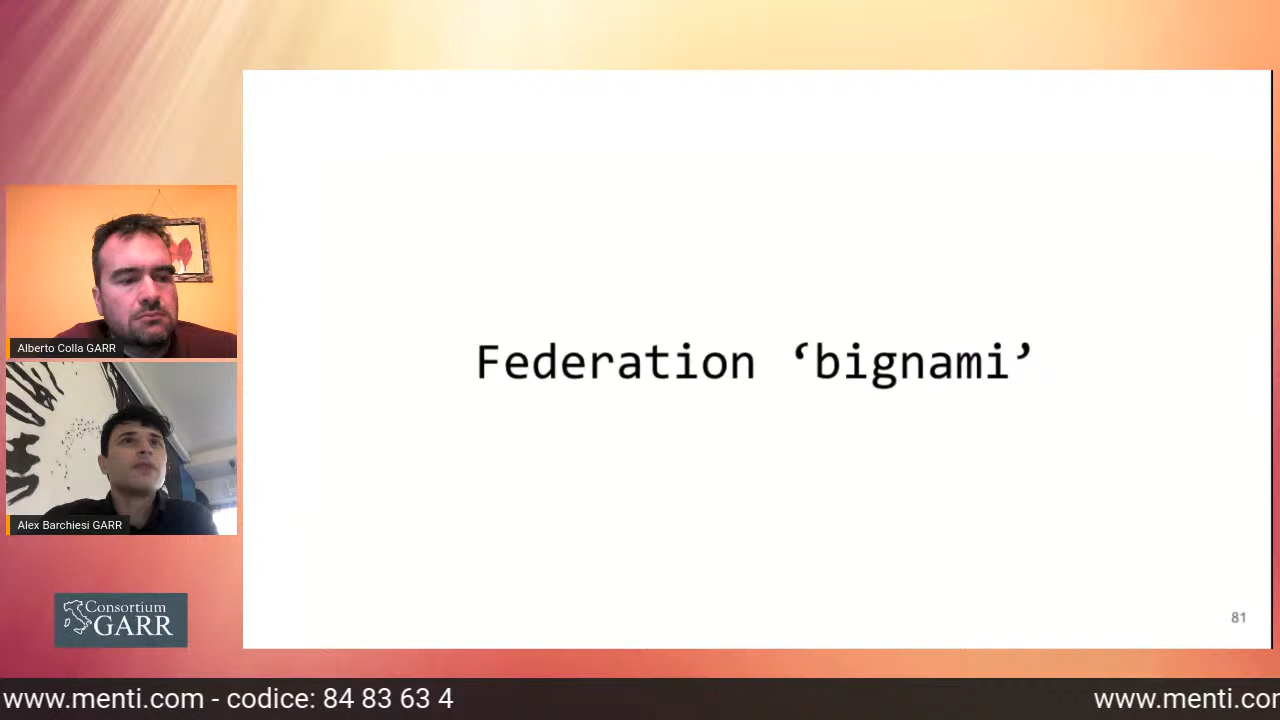 Federation ‘bignami’
81
Alberto Colla GARR
Alex Barchiesi GARR
Consortium
GARR
www.menti.com - codice: 84 83 63 4
www.menti.cor